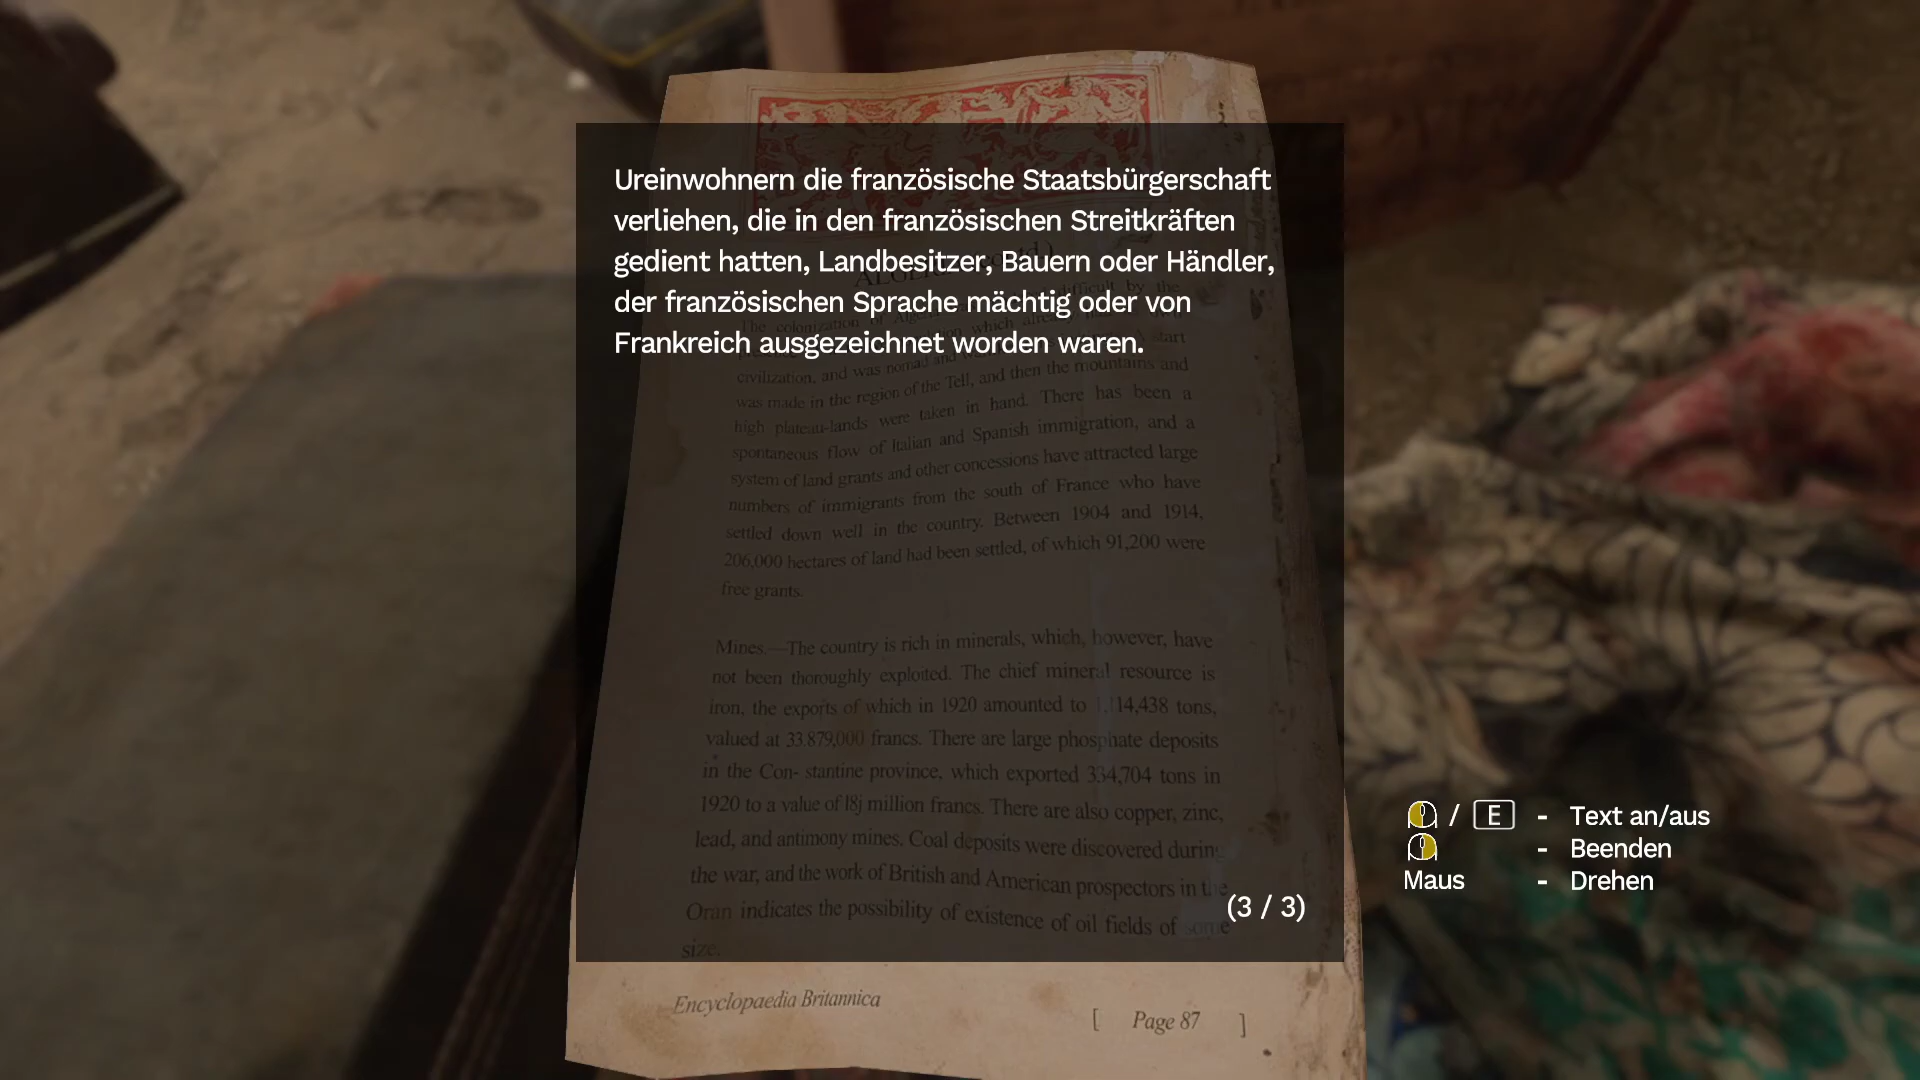 Ureinwohnern die französische Staatsbürgerschaft
verliehen, die in den französischen Streitkräften
gedient hatten, Landbesitzer, Bauern oder Händler,
der französischen Sprache mächtig oder von
Frankreich ausgezeichnet worden waren.
civilization, and was nomad and
was made in the region of the Tell, and then the mountains and
high plateau-lands were taken in hand. There has been a
spontaneous flow of Italian and Spanish immigration, and a
system of land grants and other concessions have attracted large
numbers of immigrants from the south of France who have
settled down well in the country. Between 1904 and 1914,
206,000 hectares of land had been settled, of which 91,200 were
free grants.
Mines.—The country is rich in minerals, which, however, have
not been thoroughly exploited. The chief mineral resource is
iron, the exports of which in 1920 amounted to 1,114,438 tons,
valued at 33.879,000 francs. There are large phosphate deposits
in the Con- stantine province, which exported 334,704 tons in
1920 to a value of l8j million francs. There are also copper, zinc,
lead, and antimony mines. Coal deposits were discovered during
the war, and the work of British and American prospectors in the
Oran indicates the possibility of existence of oil fields of some
size.
(3 / 3)
Encyclopaedia Britannica
[ Page 87 ]
/ E - Text an/aus
- Beenden
Maus - Drehen